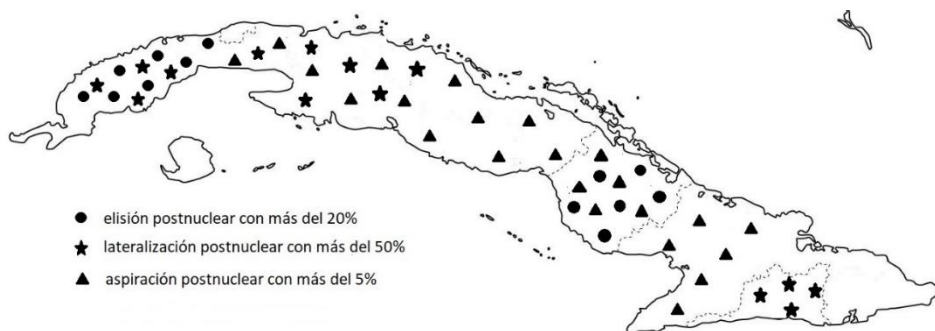 elisión postnuclear con más del 20%
lateralización postnuclear con más del 50%
aspiración postnuclear con más del 5%